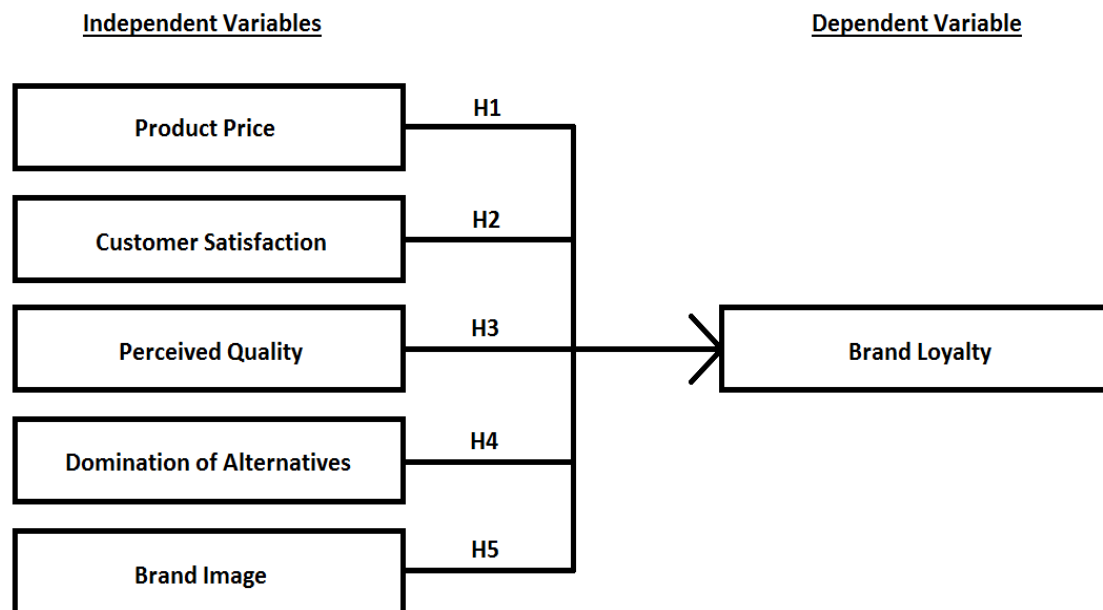 Independent Variables
Dependent Variable
Product Price
H1
Customer Satisfaction
H2
Perceived Quality
H3
Brand Loyalty
Domination of Alternatives
H4
Brand Image
H5